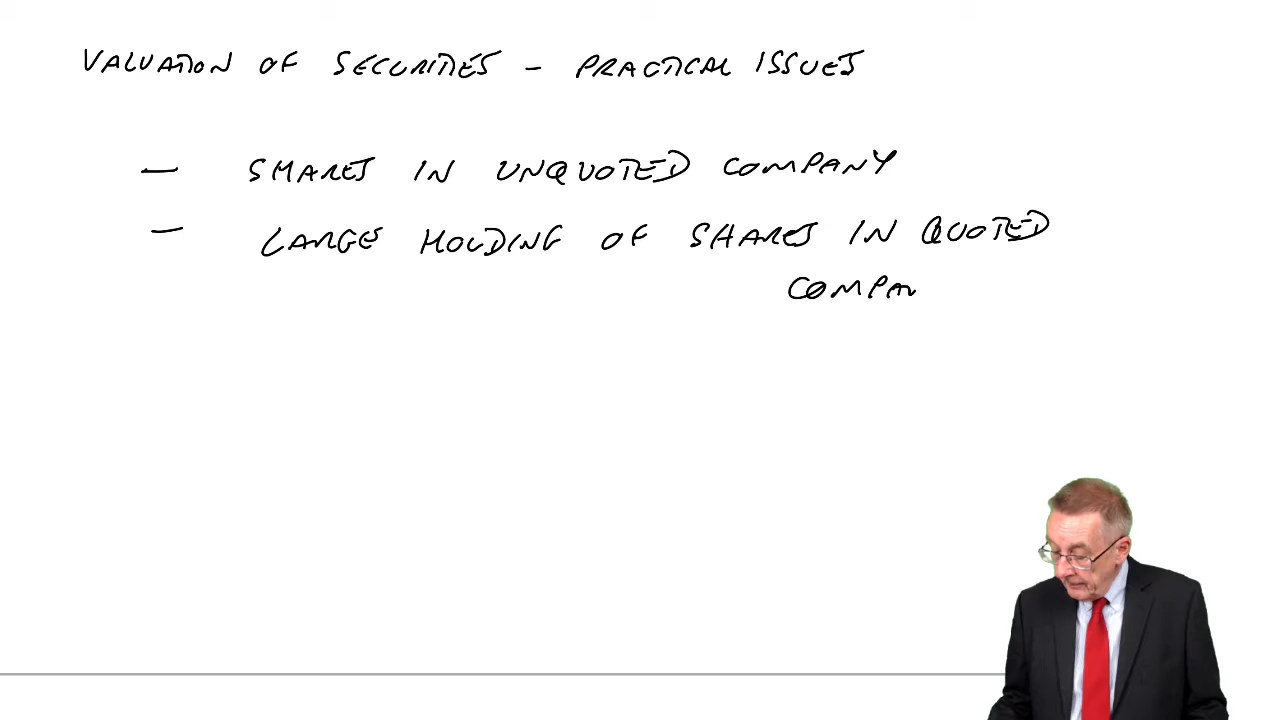 VALUATION OF SECURITIES - PRACTICAL ISSUES
- SHARES IN UNQUOTED COMPANY
- LARGE HOLDING OF SHARES IN QUOTED
COMPAN